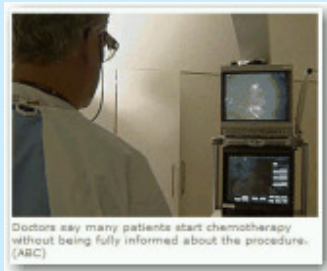 Doctors say many patients start chemotherapy
without being fully informed about the procedure.
(ABC)